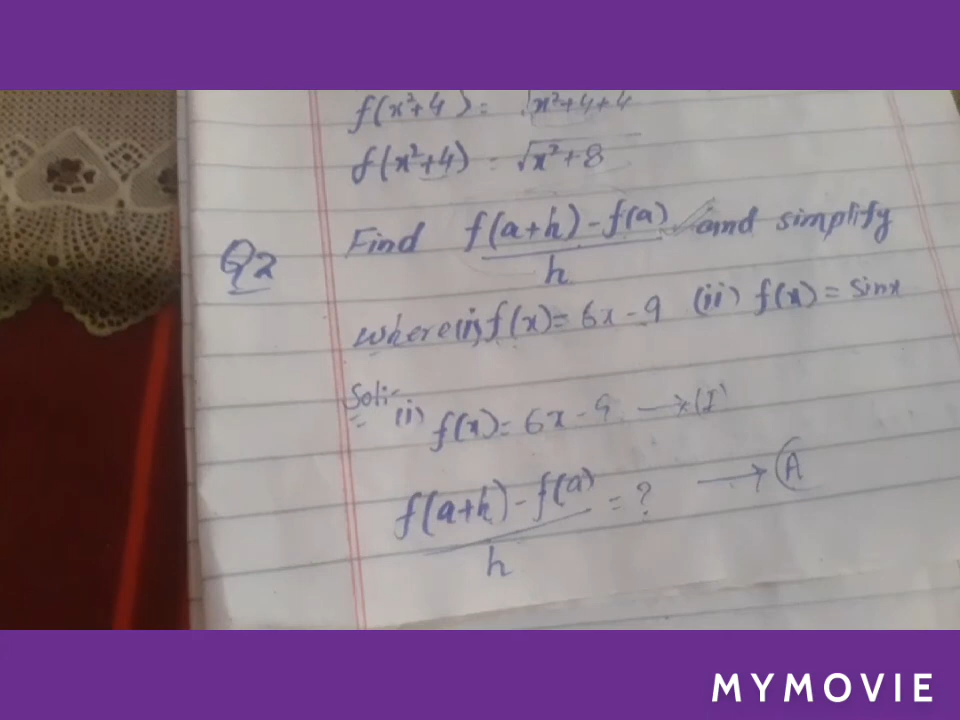 f(x²+4) = √x²+4+4
f(x²+4) = √x²+8
Q2 Find f(a+h)-f(a)/h and simplify
where (i) f(x) = 6x - 9 (ii) f(x) = sinx
Sol:-
(i) f(x) = 6x - 9 → (I)
f(a+h)-f(a)/h = ? → (A)
MYMOVIE